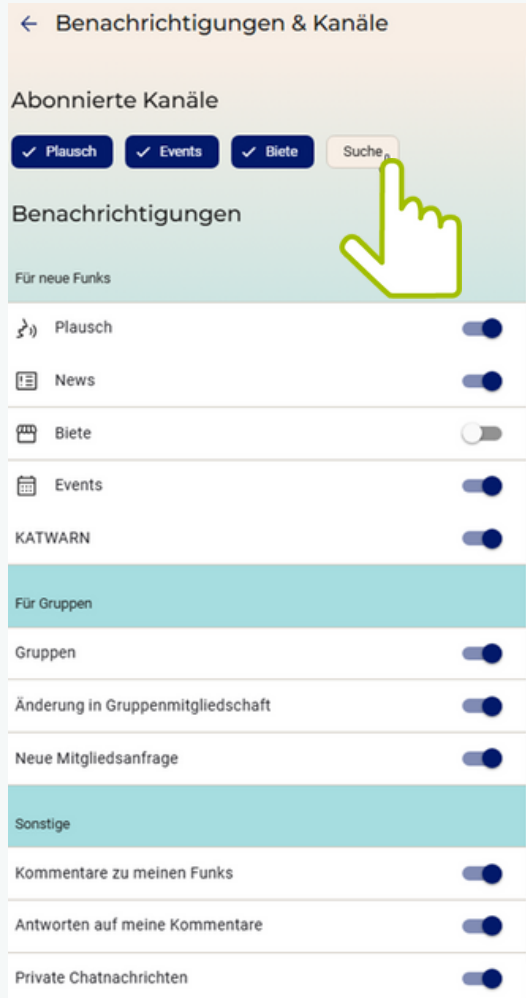 Benachrichtigungen & Kanäle
Abonnierte Kanäle
Plausch Events Biete Suche
Benachrichtigungen
Für neue Funks
Plausch
News
Biete
Events
KATWARN
Für Gruppen
Gruppen
Änderung in Gruppenmitgliedschaft
Neue Mitgliedsanfrage
Sonstige
Kommentare zu meinen Funks
Antworten auf meine Kommentare
Private Chatnachrichten